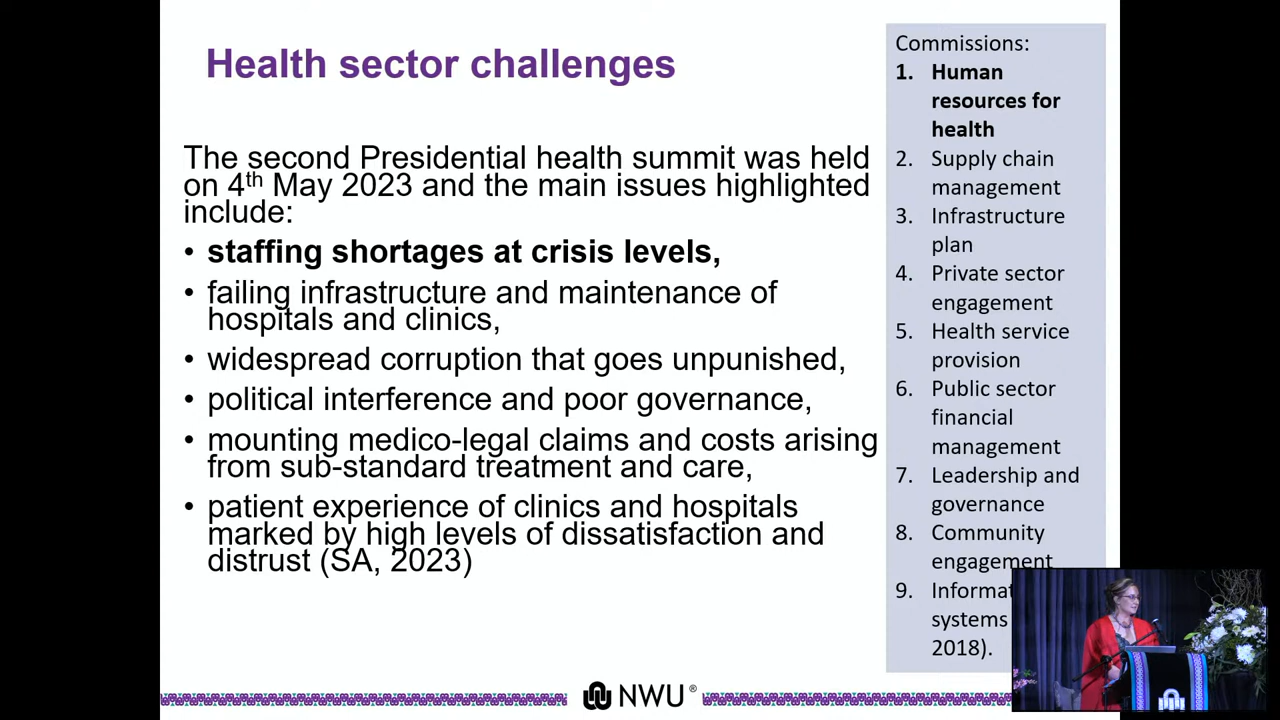 Health sector challenges
The second Presidential health summit was held
on 4th May 2023 and the main issues highlighted
include:
• staffing shortages at crisis levels,
• failing infrastructure and maintenance of
hospitals and clinics,
• widespread corruption that goes unpunished,
• political interference and poor governance,
• mounting medico-legal claims and costs arising
from sub-standard treatment and care,
• patient experience of clinics and hospitals
marked by high levels of dissatisfaction and
distrust (SA, 2023)
Commissions:
1. Human
resources for
health
2. Supply chain
management
3. Infrastructure
plan
4. Private sector
engagement
5. Health service
provision
6. Public sector
financial
management
7. Leadership and
governance
8. Community
engagement
9.
systems
2018).
NWU®